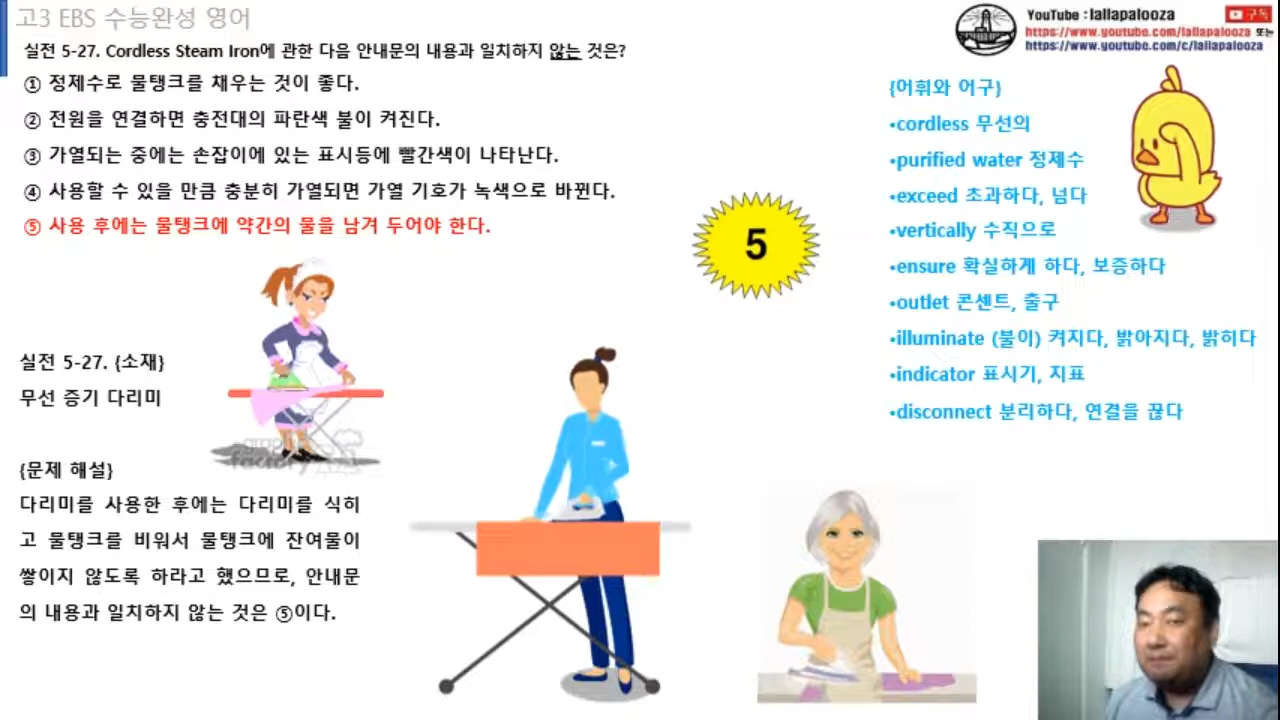 고3 EBS 수능완성 영어
YouTube : lallapalooza
구독
https://www.youtube.com/lallapalooza 또는
https://www.youtube.com/c/lallapalooza
실전 5-27. Cordless Steam Iron에 관한 다음 안내문의 내용과 일치하지 않는 것은?
① 정제수로 물탱크를 채우는 것이 좋다.
② 전원을 연결하면 충전대의 파란색 불이 켜진다.
③ 가열되는 중에는 손잡이에 있는 표시등에 빨간색이 나타난다.
④ 사용할 수 있을 만큼 충분히 가열되면 가열 기호가 녹색으로 바뀐다.
⑤ 사용 후에는 물탱크에 약간의 물을 남겨 두어야 한다.
5
{어휘와 어구}
•cordless 무선의
•purified water 정제수
•exceed 초과하다, 넘다
•vertically 수직으로
•ensure 확실하게 하다, 보증하다
•outlet 콘센트, 출구
•illuminate (불이) 켜지다, 밝아지다, 밝히다
•indicator 표시기, 지표
•disconnect 분리하다, 연결을 끊다
실전 5-27. {소재}
무선 증기 다리미
factory
{문제 해설}
다리미를 사용한 후에는 다리미를 식히
고 물탱크를 비워서 물탱크에 잔여물이
쌓이지 않도록 하라고 했으므로, 안내문
의 내용과 일치하지 않는 것은 ⑤이다.